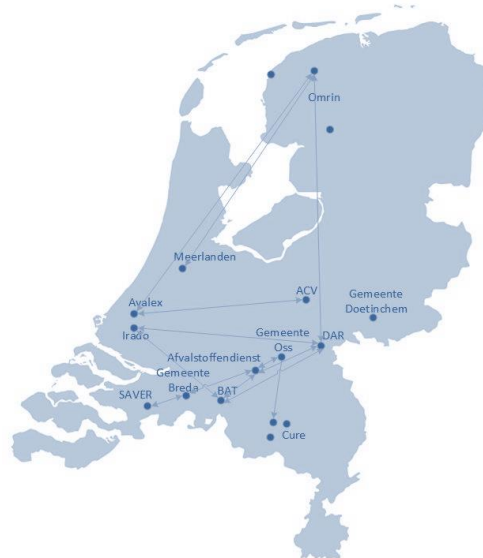 Omrin
Meerlanden
ACV
Avalex
Gemeente
Doetinchem
Irado
Gemeente
Oss
DAR
Afvalstoffendienst
Gemeente
Breda
SAVER
BAT
Cure